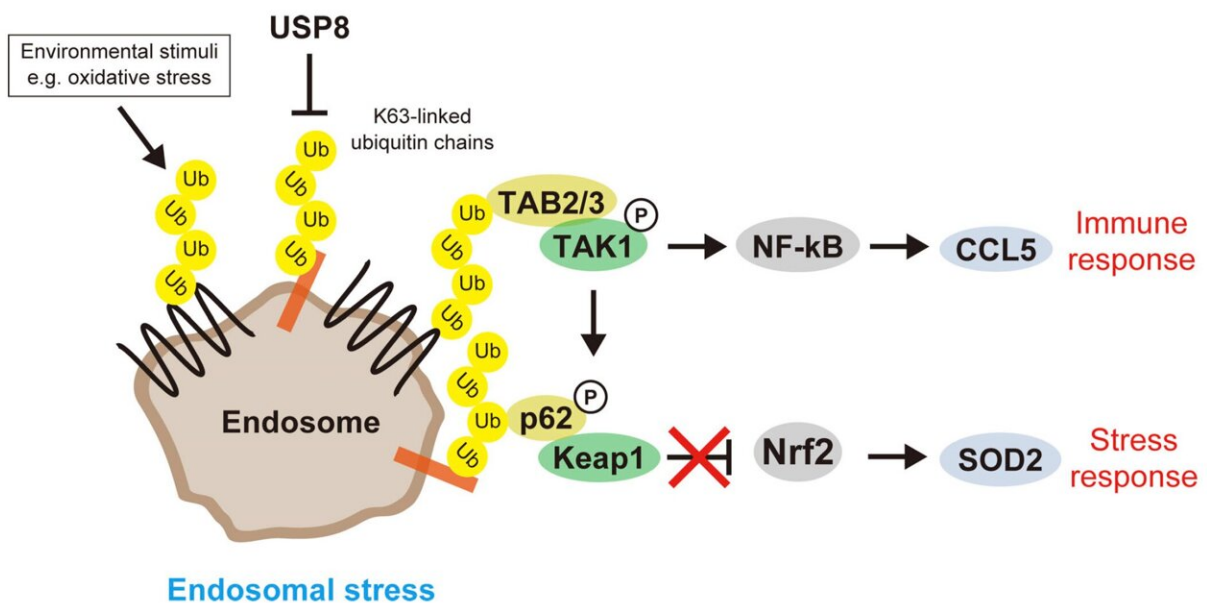 USP8
Environmental stimuli
e.g. oxidative stress
K63-linked
ubiquitin chains
Ub
Ub
Ub
Ub
Ub
Ub
Ub
Ub
Ub
Ub
Ub
Ub
TAB2/3
P
TAK1
NF-kB
CCL5
Immune
response
Ub
Ub
Ub
Ub
p62
P
Keap1
Nrf2
SOD2
Stress
response
Endosome
Endosomal stress